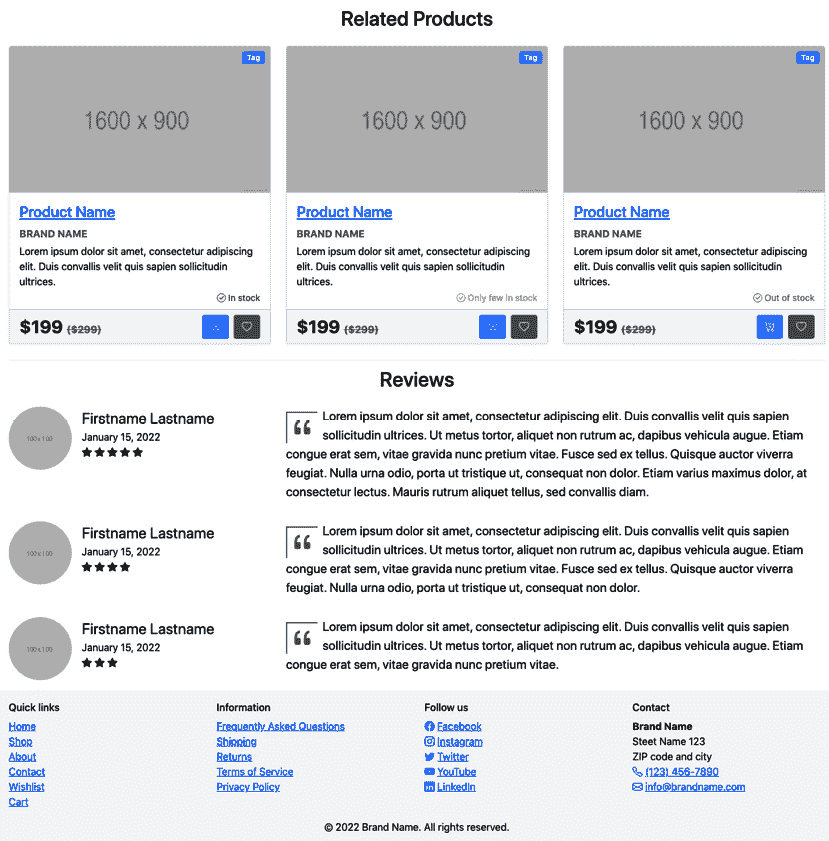 Related Products
Tag
Tag
Tag
1600 x 900
1600 x 900
1600 x 900
Product Name
BRAND NAME
Lorem ipsum dolor sit amet, consectetur adipiscing
elit. Duis convallis velit quis sapien sollicitudin
ultrices.
In stock
$199 ($299)
Product Name
BRAND NAME
Lorem ipsum dolor sit amet, consectetur adipiscing
elit. Duis convallis velit quis sapien sollicitudin
ultrices.
Only few in stock
$199 ($299)
Product Name
BRAND NAME
Lorem ipsum dolor sit amet, consectetur adipiscing
elit. Duis convallis velit quis sapien sollicitudin
ultrices.
Out of stock
$199 ($299)
Reviews
100 x 100
Firstname Lastname
January 15, 2022
Lorem ipsum dolor sit amet, consectetur adipiscing elit. Duis convallis velit quis sapien
sollicitudin ultrices. Ut metus tortor, aliquet non rutrum ac, dapibus vehicula augue. Etiam
congue erat sem, vitae gravida nunc pretium vitae. Fusce sed ex tellus. Quisque auctor viverra
feugiat. Nulla urna odio, porta ut tristique ut, consequat non dolor. Etiam varius maximus dolor, at
consectetur lectus. Mauris rutrum aliquet tellus, sed convallis diam.
100 x 100
Firstname Lastname
January 15, 2022
Lorem ipsum dolor sit amet, consectetur adipiscing elit. Duis convallis velit quis sapien
sollicitudin ultrices. Ut metus tortor, aliquet non rutrum ac, dapibus vehicula augue. Etiam
congue erat sem, vitae gravida nunc pretium vitae. Fusce sed ex tellus. Quisque auctor viverra
feugiat. Nulla urna odio, porta ut tristique ut, consequat non dolor.
100 x 100
Firstname Lastname
January 15, 2022
Lorem ipsum dolor sit amet, consectetur adipiscing elit. Duis convallis velit quis sapien
sollicitudin ultrices. Ut metus tortor, aliquet non rutrum ac, dapibus vehicula augue. Etiam
congue erat sem, vitae gravida nunc pretium vitae.
Quick links
Home
Shop
About
Contact
Wishlist
Cart
Information
Frequently Asked Questions
Shipping
Returns
Terms of Service
Privacy Policy
Follow us
Facebook
Instagram
Twitter
YouTube
LinkedIn
Contact
Brand Name
Steet Name 123
ZIP code and city
(123) 456-7890
info@brandname.com
© 2022 Brand Name. All rights reserved.